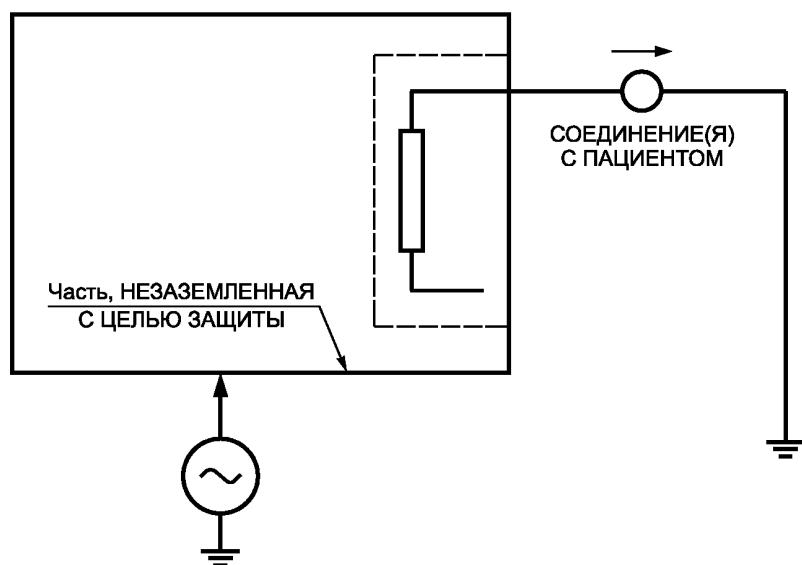 СОЕДИНЕНИЕ(Я)
С ПАЦИЕНТОМ
Часть, НЕЗАЗЕМЛЕННАЯ
С ЦЕЛЬЮ ЗАЩИТЫ